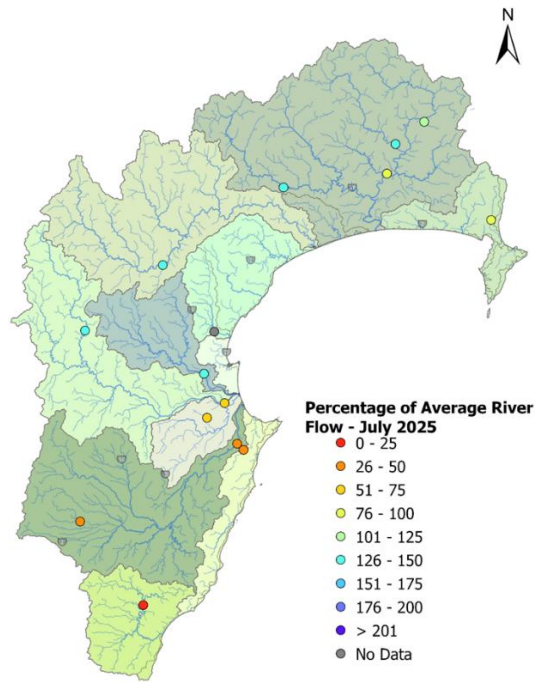 N
Percentage of Average River
Flow - July 2025
0 - 25
26 - 50
51 - 75
76 - 100
101 - 125
126 - 150
151 - 175
176 - 200
> 201
No Data